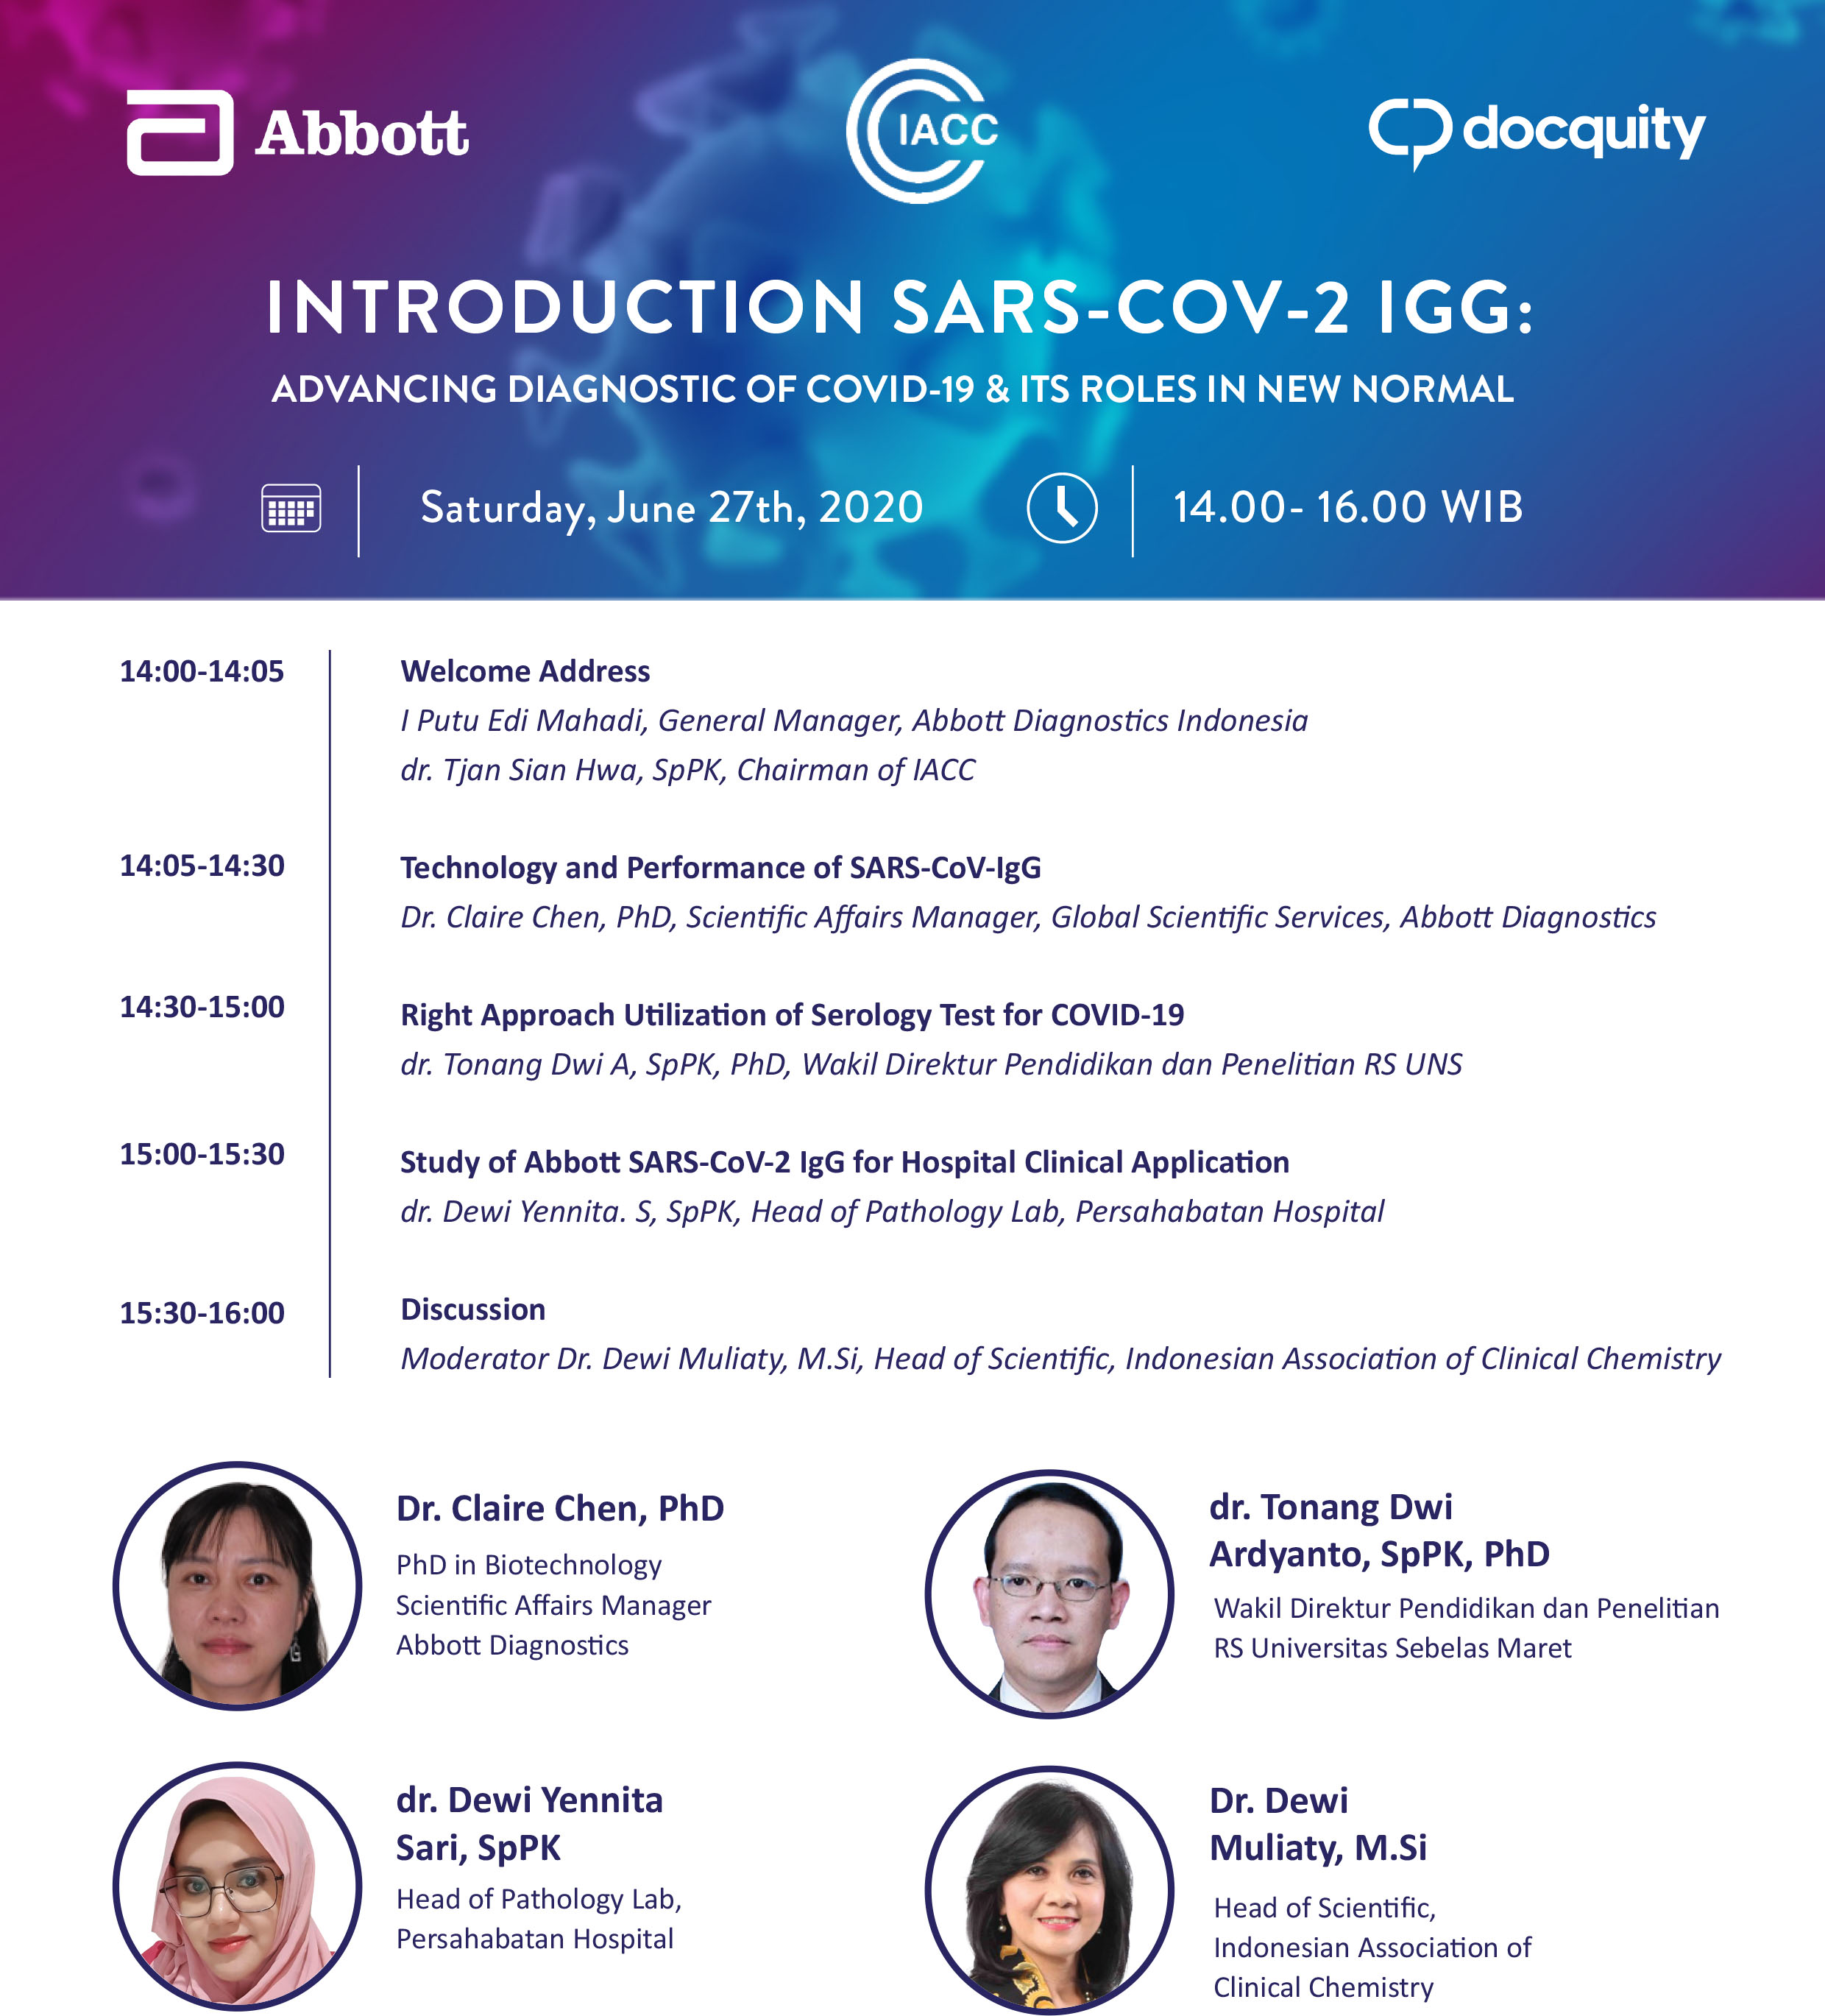 Abbott
IACC
docquity
INTRODUCTION SARS-COV-2 IGG:
ADVANCING DIAGNOSTIC OF COVID-19 & ITS ROLES IN NEW NORMAL
Saturday, June 27th, 2020
14.00- 16.00 WIB
14:00-14:05
Welcome Address
I Putu Edi Mahadi, General Manager, Abbott Diagnostics Indonesia
dr. Tjan Sian Hwa, SpPK, Chairman of IACC
14:05-14:30
Technology and Performance of SARS-CoV-IgG
Dr. Claire Chen, PhD, Scientific Affairs Manager, Global Scientific Services, Abbott Diagnostics
14:30-15:00
Right Approach Utilization of Serology Test for COVID-19
dr. Tonang Dwi A, SpPK, PhD, Wakil Direktur Pendidikan dan Penelitian RS UNS
15:00-15:30
Study of Abbott SARS-CoV-2 IgG for Hospital Clinical Application
dr. Dewi Yennita. S, SpPK, Head of Pathology Lab, Persahabatan Hospital
15:30-16:00
Discussion
Moderator Dr. Dewi Muliaty, M.Si, Head of Scientific, Indonesian Association of Clinical Chemistry
Dr. Claire Chen, PhD
PhD in Biotechnology
Scientific Affairs Manager
Abbott Diagnostics
dr. Tonang Dwi
Ardyanto, SpPK, PhD
Wakil Direktur Pendidikan dan Penelitian
RS Universitas Sebelas Maret
dr. Dewi Yennita
Sari, SpPK
Head of Pathology Lab,
Persahabatan Hospital
Dr. Dewi
Muliaty, M.Si
Head of Scientific,
Indonesian Association of
Clinical Chemistry